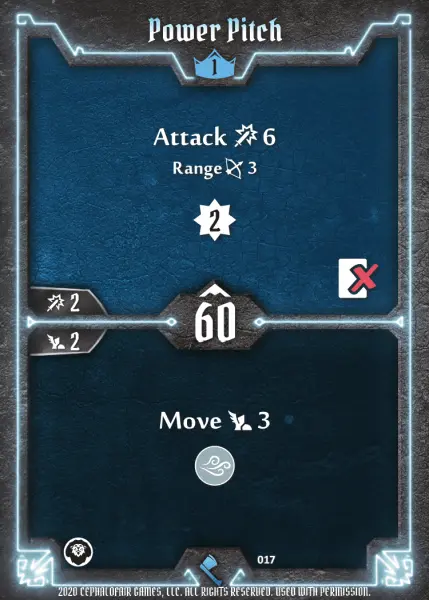 Power Pitch
1
Attack 6
Range 3
2
2
60
2
Move 3
017
2020 CEPHALOFAIR GAMES, LLC. ALL RIGHTS RESERVED. USED WITH PERMISSION.